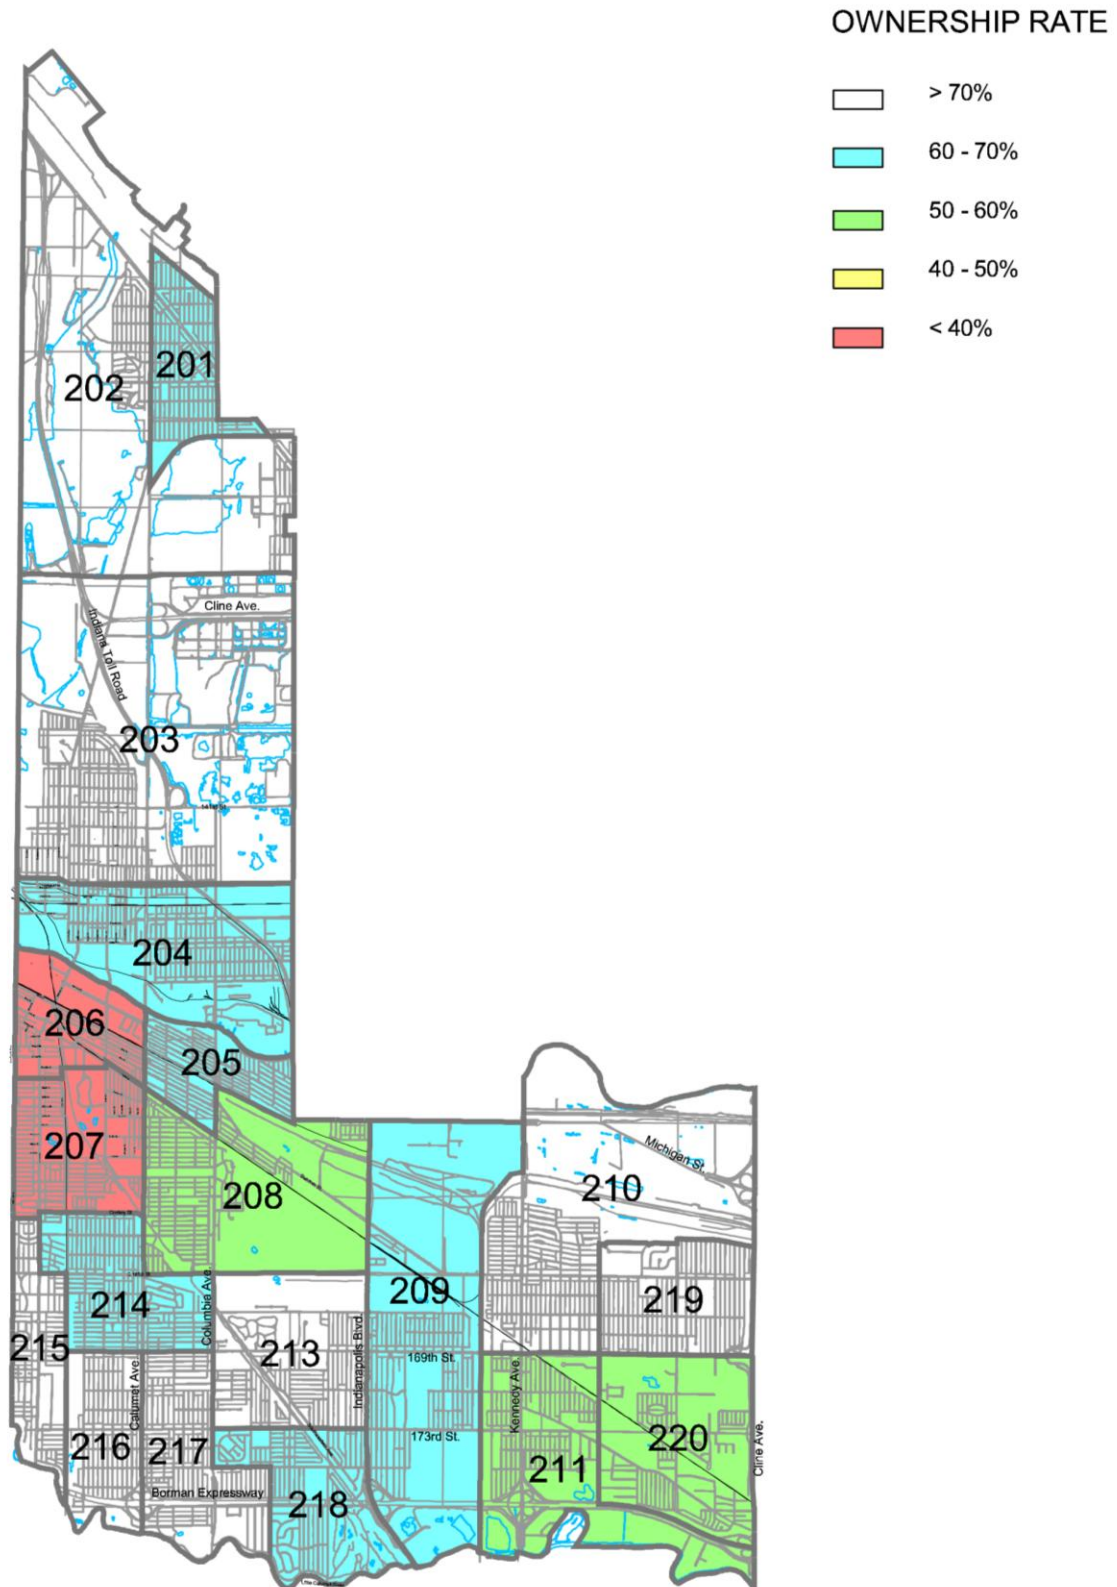 OWNERSHIP RATE
> 70%
60 - 70%
50 - 60%
40 - 50%
< 40%
201
202
Cline Ave.
Indiana Toll Road
203
141st St.
204
206
205
207
Michigan St.
210
208
209
219
214
Columbia Ave.
213
Indianapolis Blvd.
215
169th St.
Calumet Ave.
Kennedy Ave.
216
217
173rd St.
220
Cline Ave.
211
Borman Expressway
218